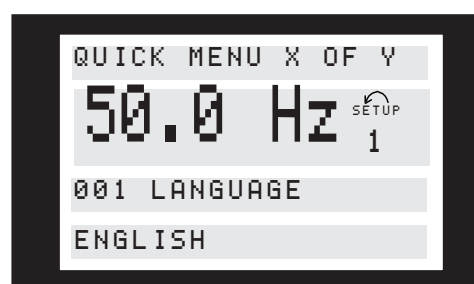 QUICK MENU X OF Y
50.0 Hz SETUP
1
001 LANGUAGE
ENGLISH